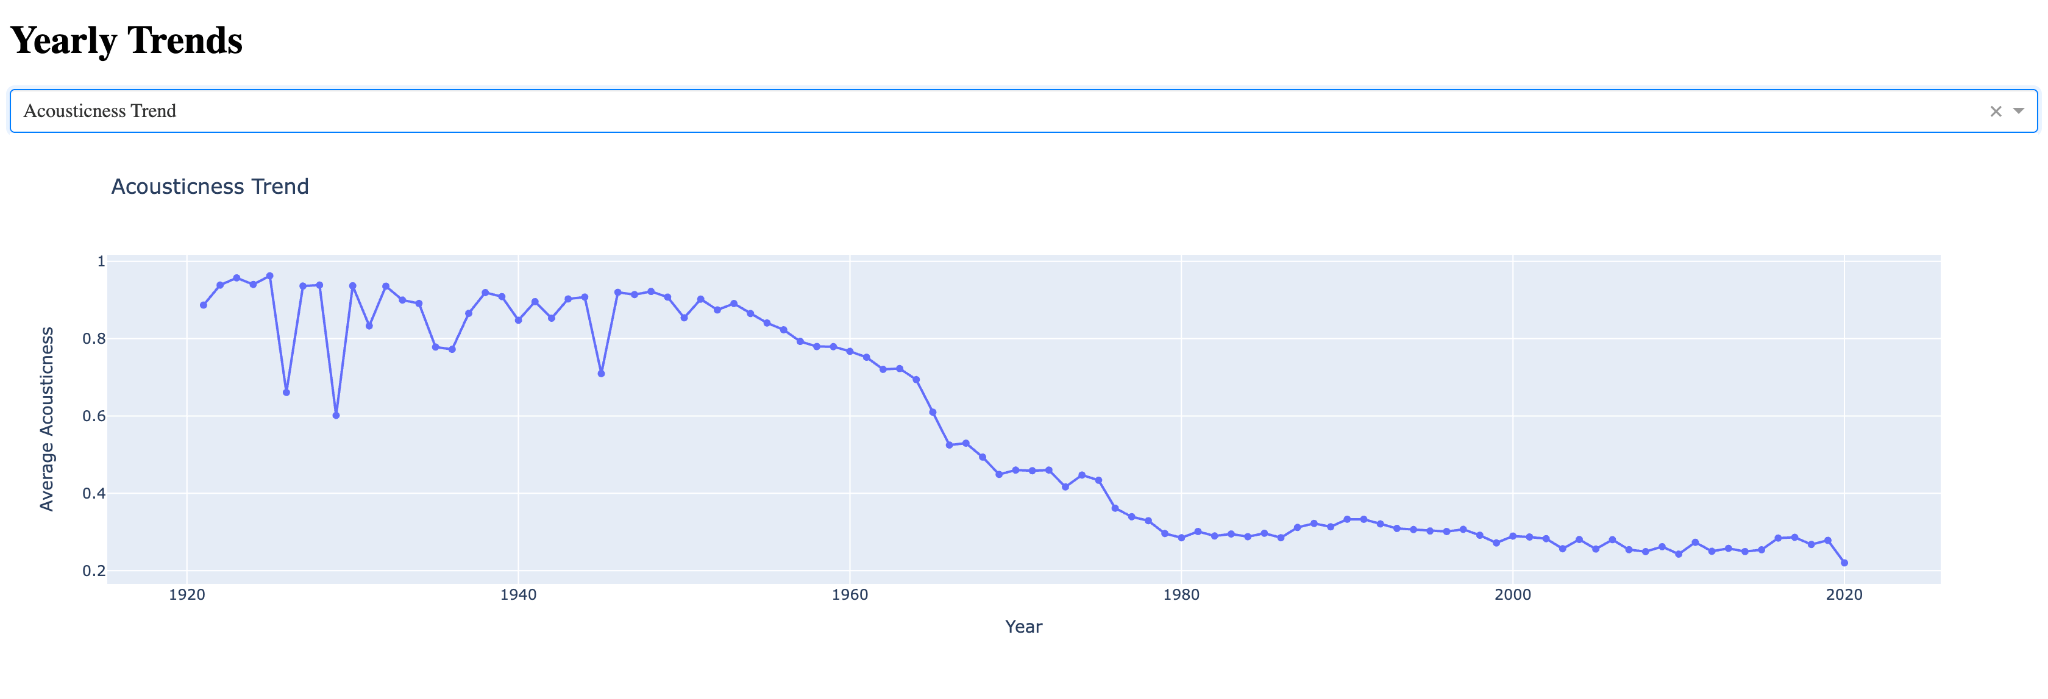 Yearly Trends
Acousticness Trend
Acousticness Trend
Average Acousticness
1
0.8
0.6
0.4
0.2
1920 1940 1960 1980 2000 2020
Year